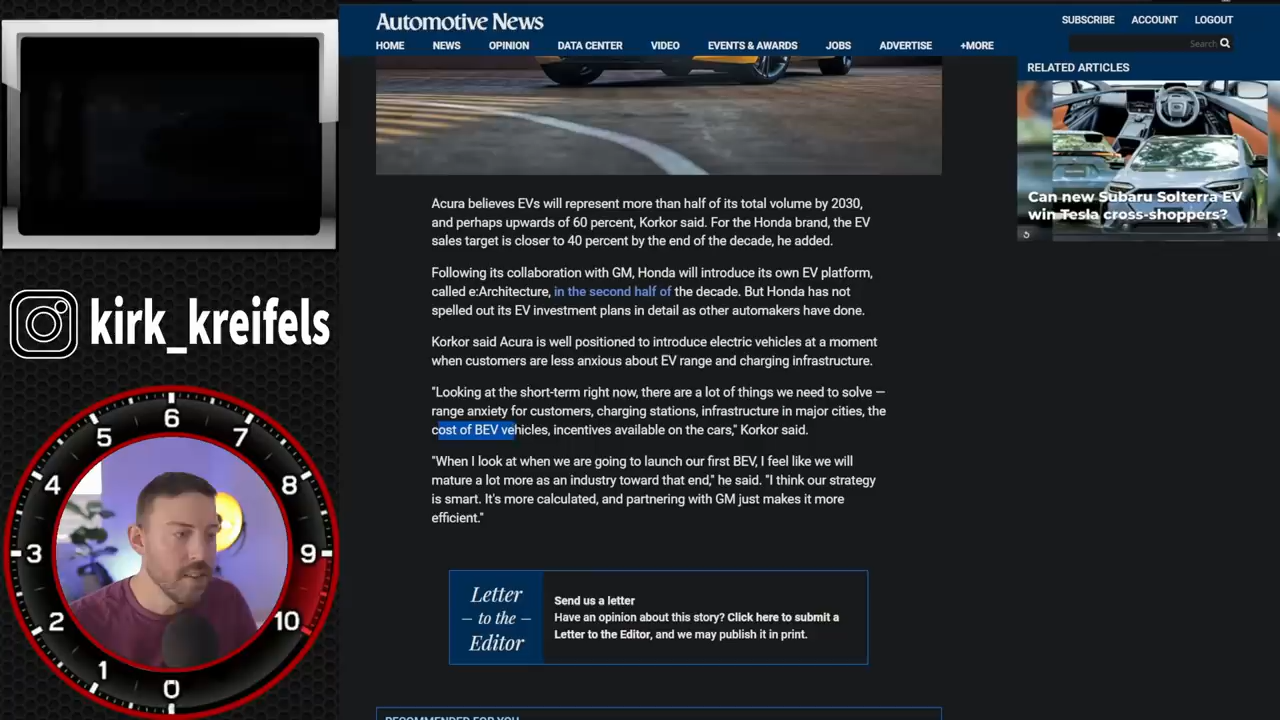 Automotive News
SUBSCRIBE ACCOUNT LOGOUT
HOME NEWS OPINION DATA CENTER VIDEO EVENTS & AWARDS JOBS ADVERTISE +MORE
Search
RELATED ARTICLES
Can new Subaru Solterra EV
win Tesla cross-shoppers?
Acura believes EVs will represent more than half of its total volume by 2030,
and perhaps upwards of 60 percent, Korkor said. For the Honda brand, the EV
sales target is closer to 40 percent by the end of the decade, he added.
Following its collaboration with GM, Honda will introduce its own EV platform,
called e:Architecture, in the second half of the decade. But Honda has not
spelled out its EV investment plans in detail as other automakers have done.
Korkor said Acura is well positioned to introduce electric vehicles at a moment
when customers are less anxious about EV range and charging infrastructure.
"Looking at the short-term right now, there are a lot of things we need to solve —
range anxiety for customers, charging stations, infrastructure in major cities, the
cost of BEV vehicles, incentives available on the cars," Korkor said.
"When I look at when we are going to launch our first BEV, I feel like we will
mature a lot more as an industry toward that end," he said. "I think our strategy
is smart. It's more calculated, and partnering with GM just makes it more
efficient."
Letter
— to the —
Editor
Send us a letter
Have an opinion about this story? Click here to submit a
Letter to the Editor, and we may publish it in print.
RECOMMENDED FOR YOU
kirk_kreifels
0
1
2
3
4
5
6
7
8
9
10